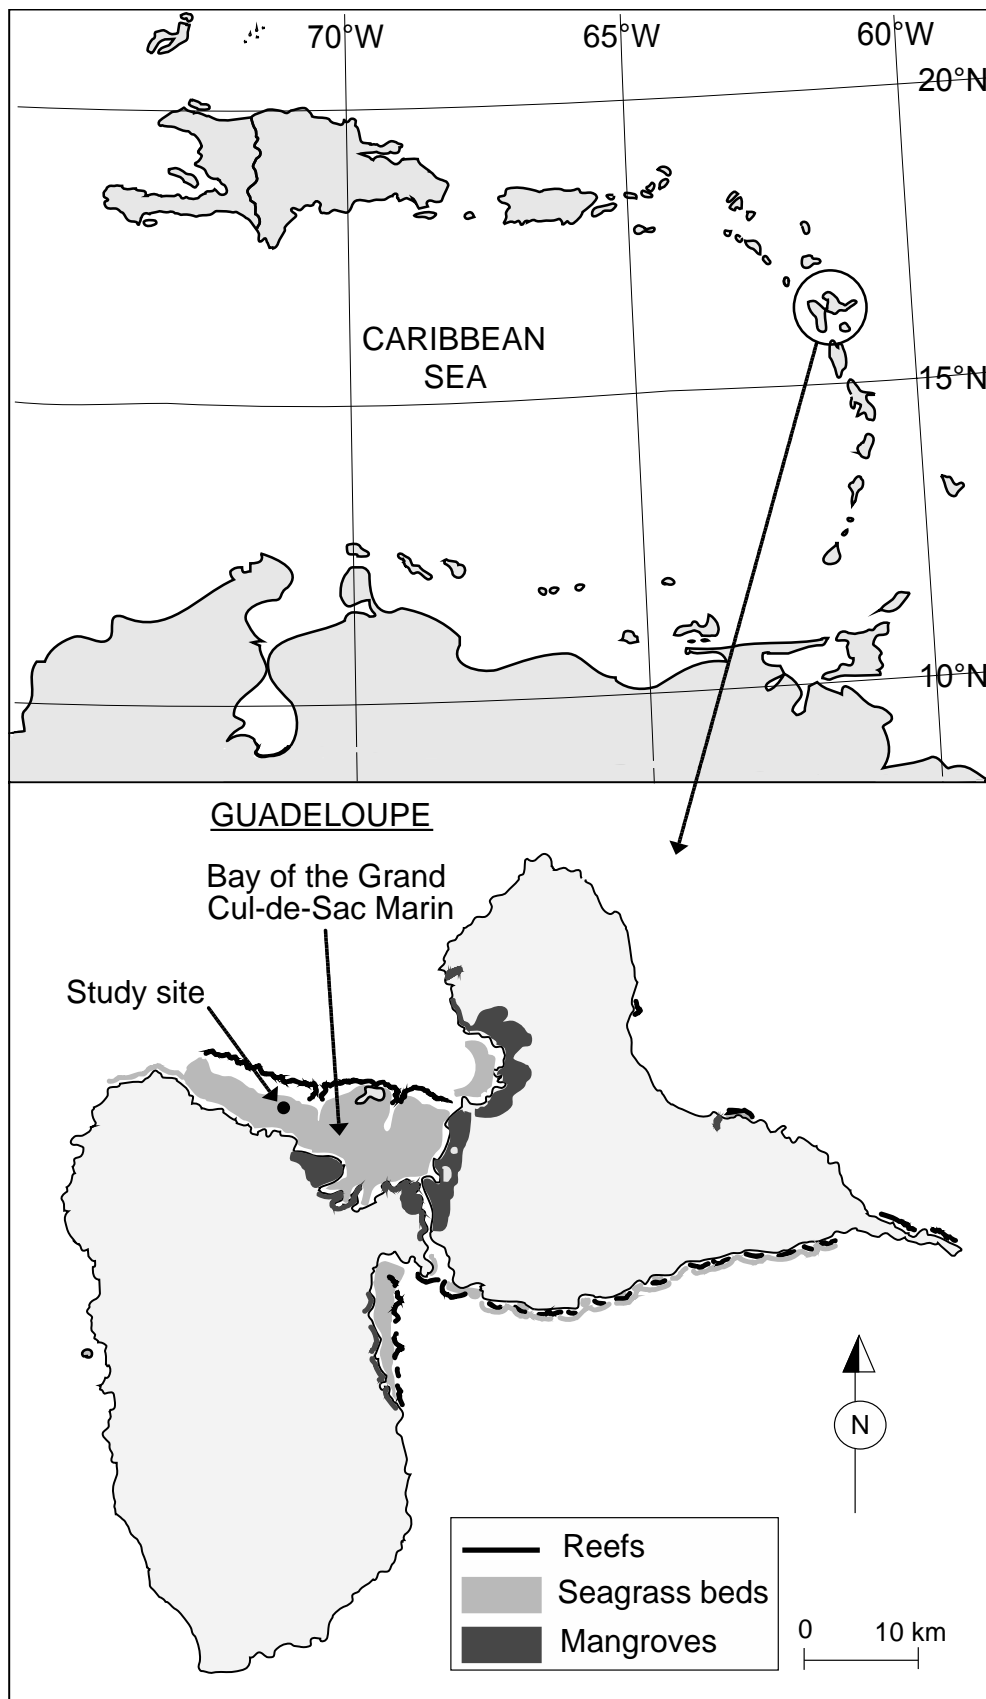 70°W
65°W
60°W
20°N
CARIBBEAN
SEA
15°N
10°N
GUADELOUPE
Bay of the Grand
Cul-de-Sac Marin
Study site
N
Reefs
Seagrass beds
Mangroves
0
10 km